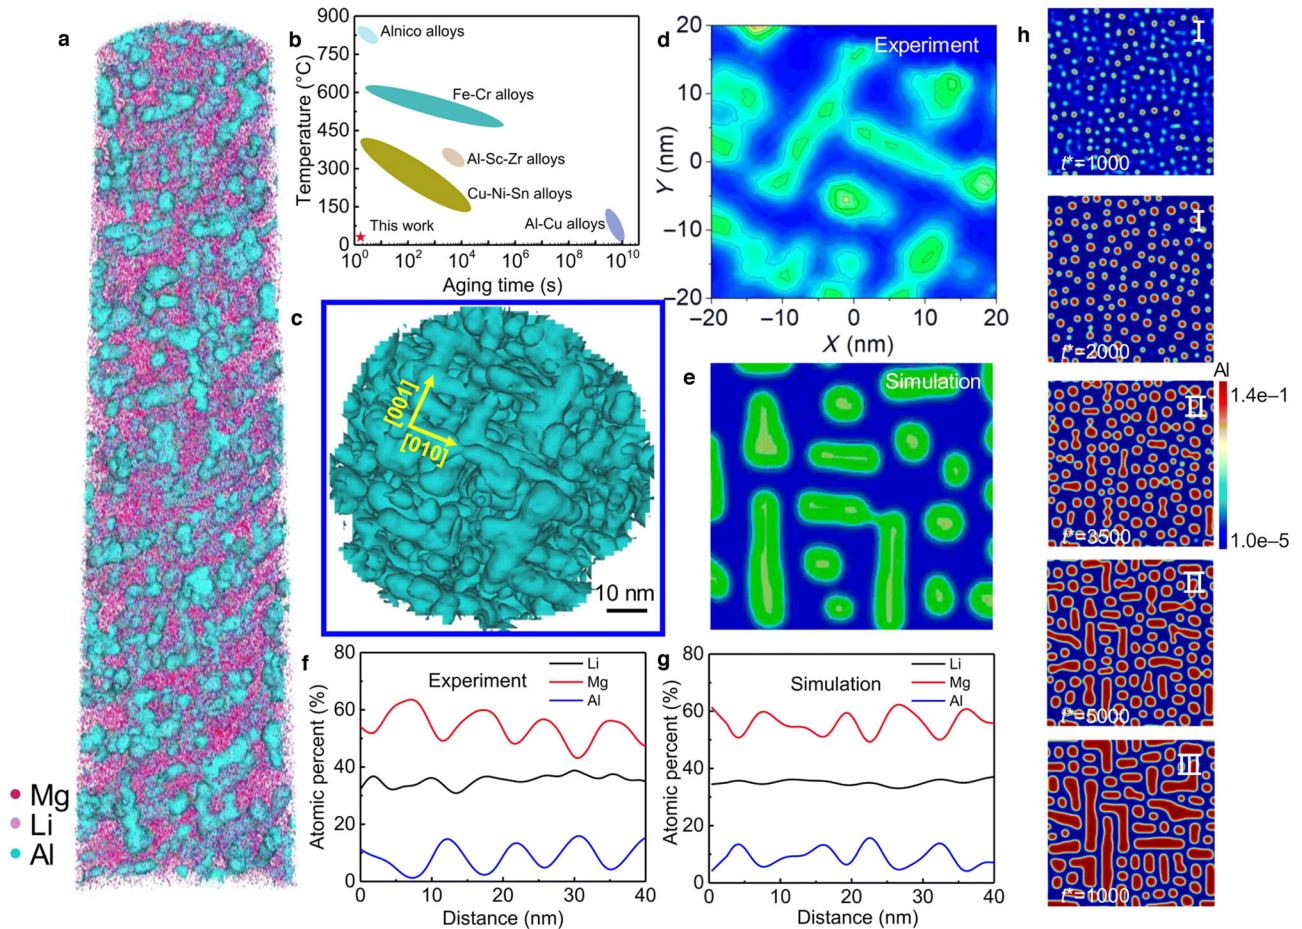 a
Mg
Li
Al
b
900
750
600
450
300
150
0
Temperature (°C)
Alnico alloys
Fe-Cr alloys
Al-Sc-Zr alloys
Cu-Ni-Sn alloys
Al-Cu alloys
This work
10⁰ 10² 10⁴ 10⁶ 10⁸ 10¹⁰
Aging time (s)
c
[001]
[010]
10 nm
d
Experiment
20
10
0
−10
−20
Y (nm)
−20 −10 0 10 20
X (nm)
e
Simulation
f
Experiment
Li
Mg
Al
80
60
40
20
0
Atomic percent (%)
0 10 20 30 40
Distance (nm)
g
Simulation
Li
Mg
Al
80
60
40
20
0
Atomic percent (%)
0 10 20 30 40
Distance (nm)
h
I
t*=1000
I
t*=2000
II
t*=3500
Al
1.4e−1
1.0e−5
II
t*=5000
III
t*=1000